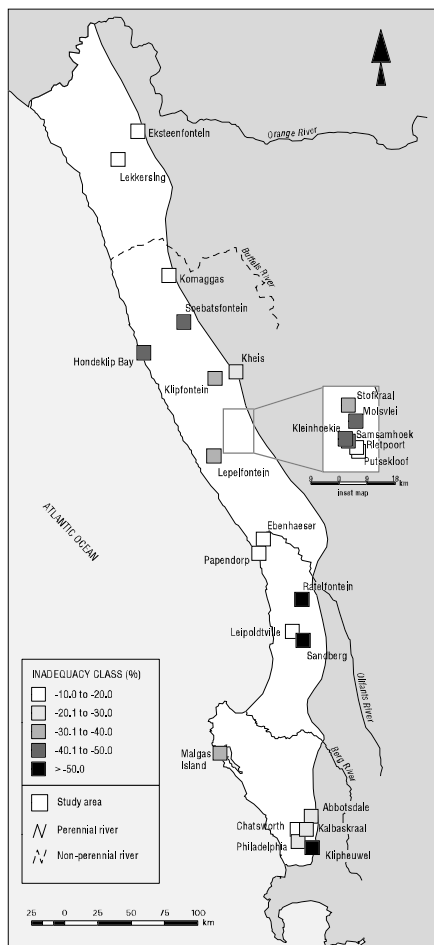 Orange River
Eksteenfontein
Lekkersing
Buffels River
Komaggas
Soebatsfontein
Hondeklip Bay
Kheis
Klipfontein
Stofkraal
Molsvlei
Kleinhoekie
Samsamhoek
Rietpoort
Putsekloof
9 0 9 18
km
inset map
Lepelfontein
ATLANTIC OCEAN
Ebenhaeser
Papendorp
Ratelfontein
Leipoldtville
Sandberg
Olifants River
INADEQUACY CLASS (%)
-10.0 to -20.0
-20.1 to -30.0
-30.1 to -40.0
-40.1 to -50.0
> -50.0
Study area
Perennial river
Non-perennial river
Malgas
Island
Berg River
Abbotsdale
Chatsworth
Kalbaskraal
Philadelphia
Klipheuwel
25 0 25 50 75 100
km